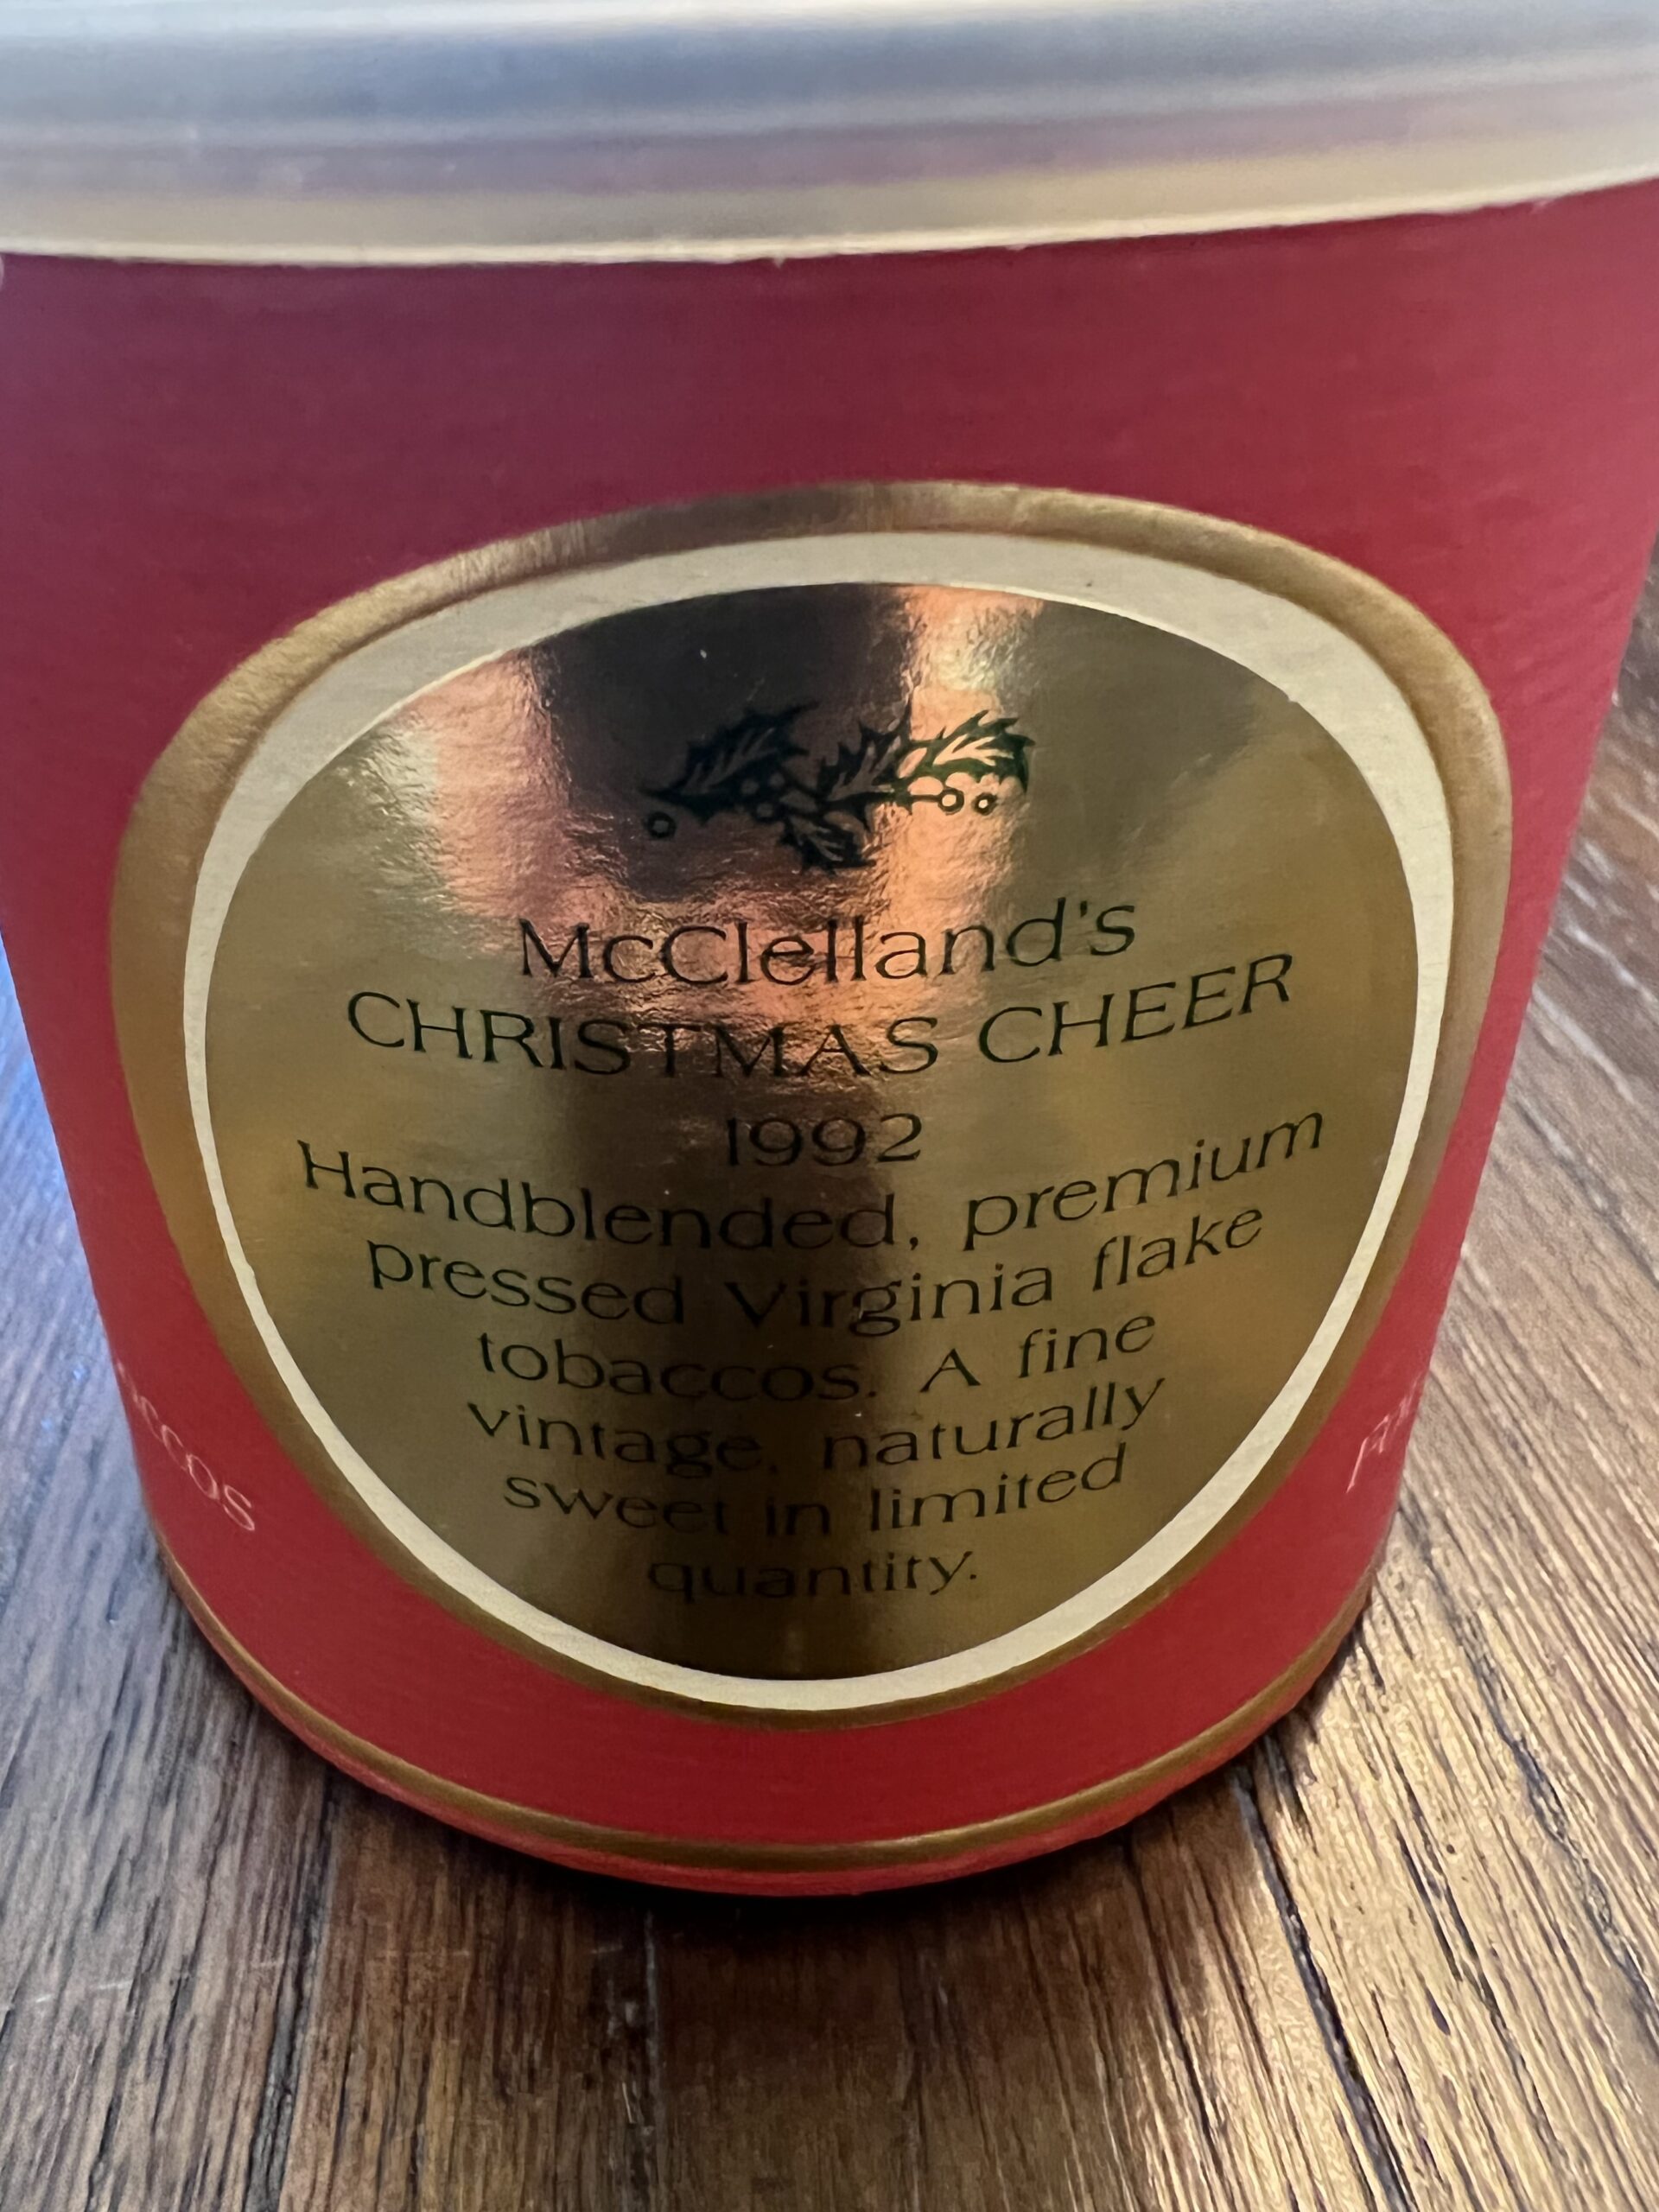 McClelland's
CHRISTMAS CHEER
1992
Handblended, premium
pressed Virginia flake
tobaccos. A fine
vintage, naturally
sweet in limited
quantity.